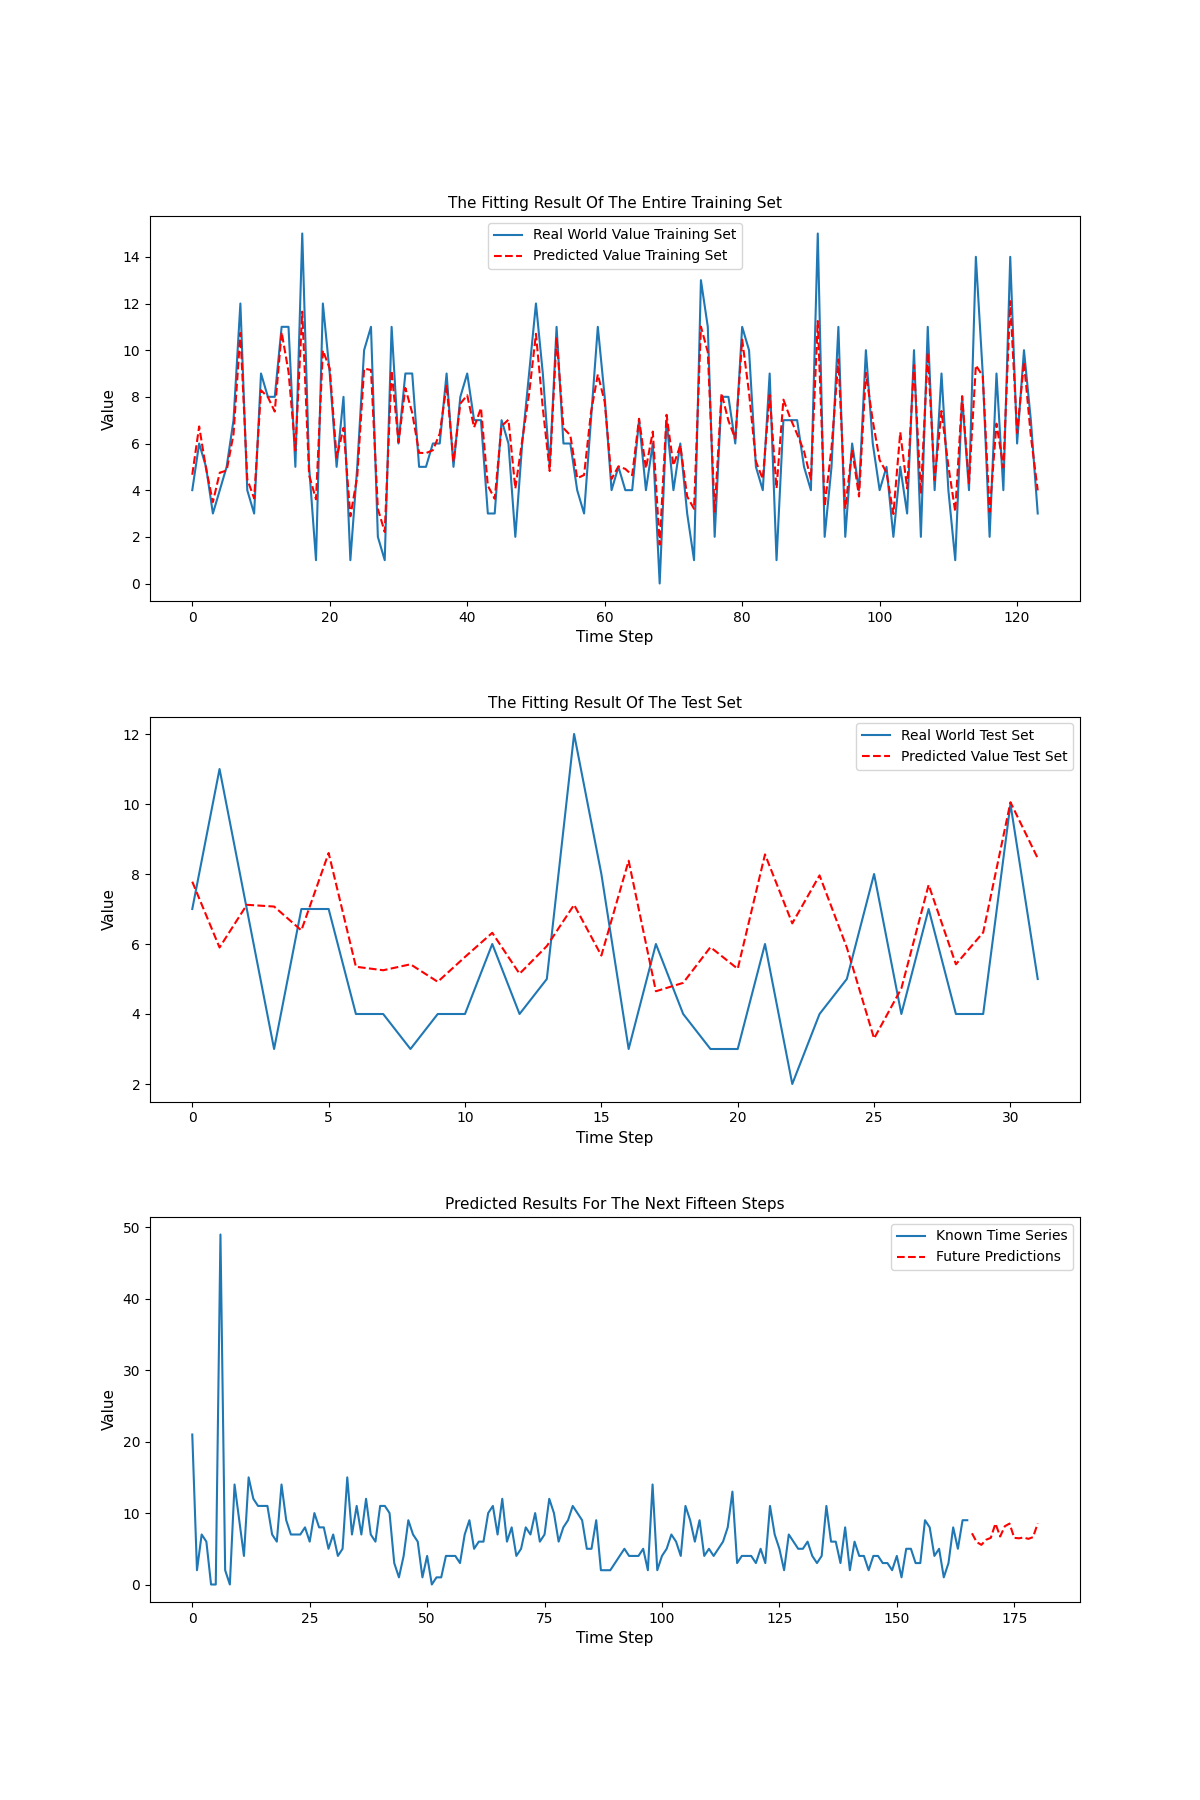 The Fitting Result Of The Entire Training Set
Real World Value Training Set
Predicted Value Training Set
Value
14
12
10
8
6
4
2
0
0 20 40 60 80 100 120
Time Step
The Fitting Result Of The Test Set
Real World Test Set
Predicted Value Test Set
Value
12
10
8
6
4
2
0 5 10 15 20 25 30
Time Step
Predicted Results For The Next Fifteen Steps
Known Time Series
Future Predictions
Value
50
40
30
20
10
0
0 25 50 75 100 125 150 175
Time Step